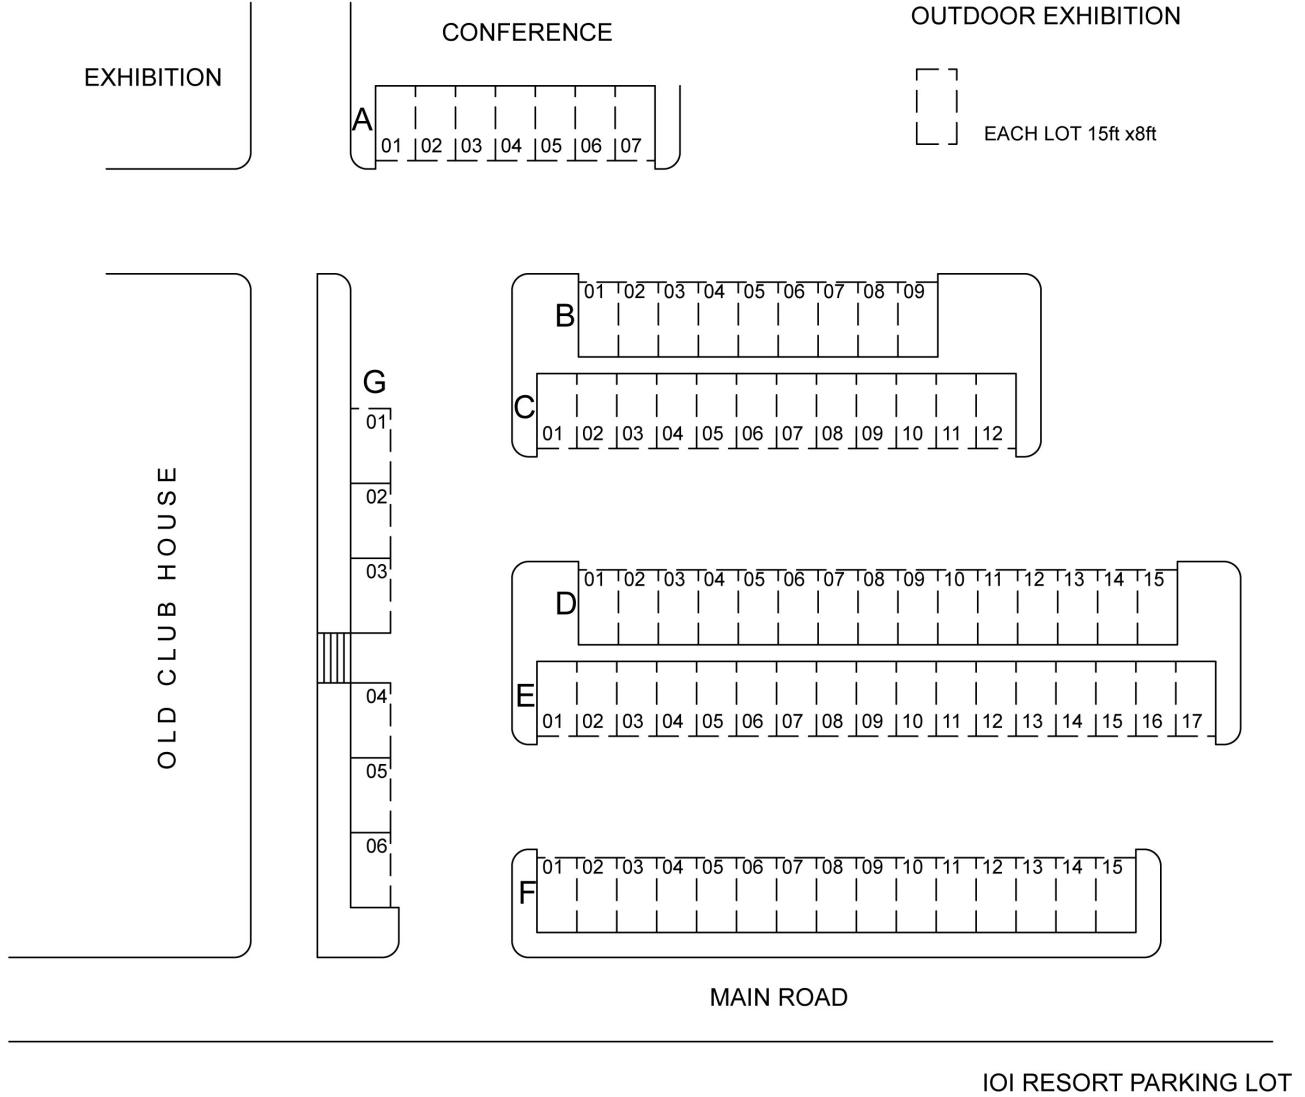 OUTDOOR EXHIBITION
CONFERENCE
EXHIBITION
EACH LOT 15ft x8ft
A
01 02 03 04 05 06 07
B
01 02 03 04 05 06 07 08 09
C
01 02 03 04 05 06 07 08 09 10 11 12
G
01
02
03
04
05
06
OLD CLUB HOUSE
D
01 02 03 04 05 06 07 08 09 10 11 12 13 14 15
E
01 02 03 04 05 06 07 08 09 10 11 12 13 14 15 16 17
F
01 02 03 04 05 06 07 08 09 10 11 12 13 14 15
MAIN ROAD
IOI RESORT PARKING LOT